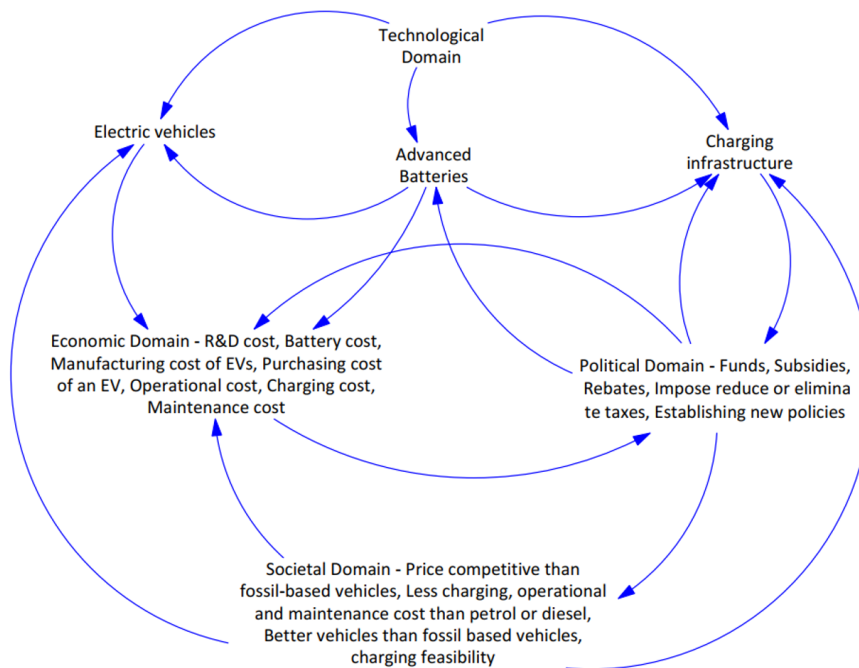 Technological
Domain
Electric vehicles
Advanced
Batteries
Charging
infrastructure
Economic Domain - R&D cost, Battery cost,
Manufacturing cost of EVs, Purchasing cost
of an EV, Operational cost, Charging cost,
Maintenance cost
Political Domain - Funds, Subsidies,
Rebates, Impose reduce or elimina
te taxes, Establishing new policies
Societal Domain - Price competitive than
fossil-based vehicles, Less charging, operational
and maintenance cost than petrol or diesel,
Better vehicles than fossil based vehicles,
charging feasibility